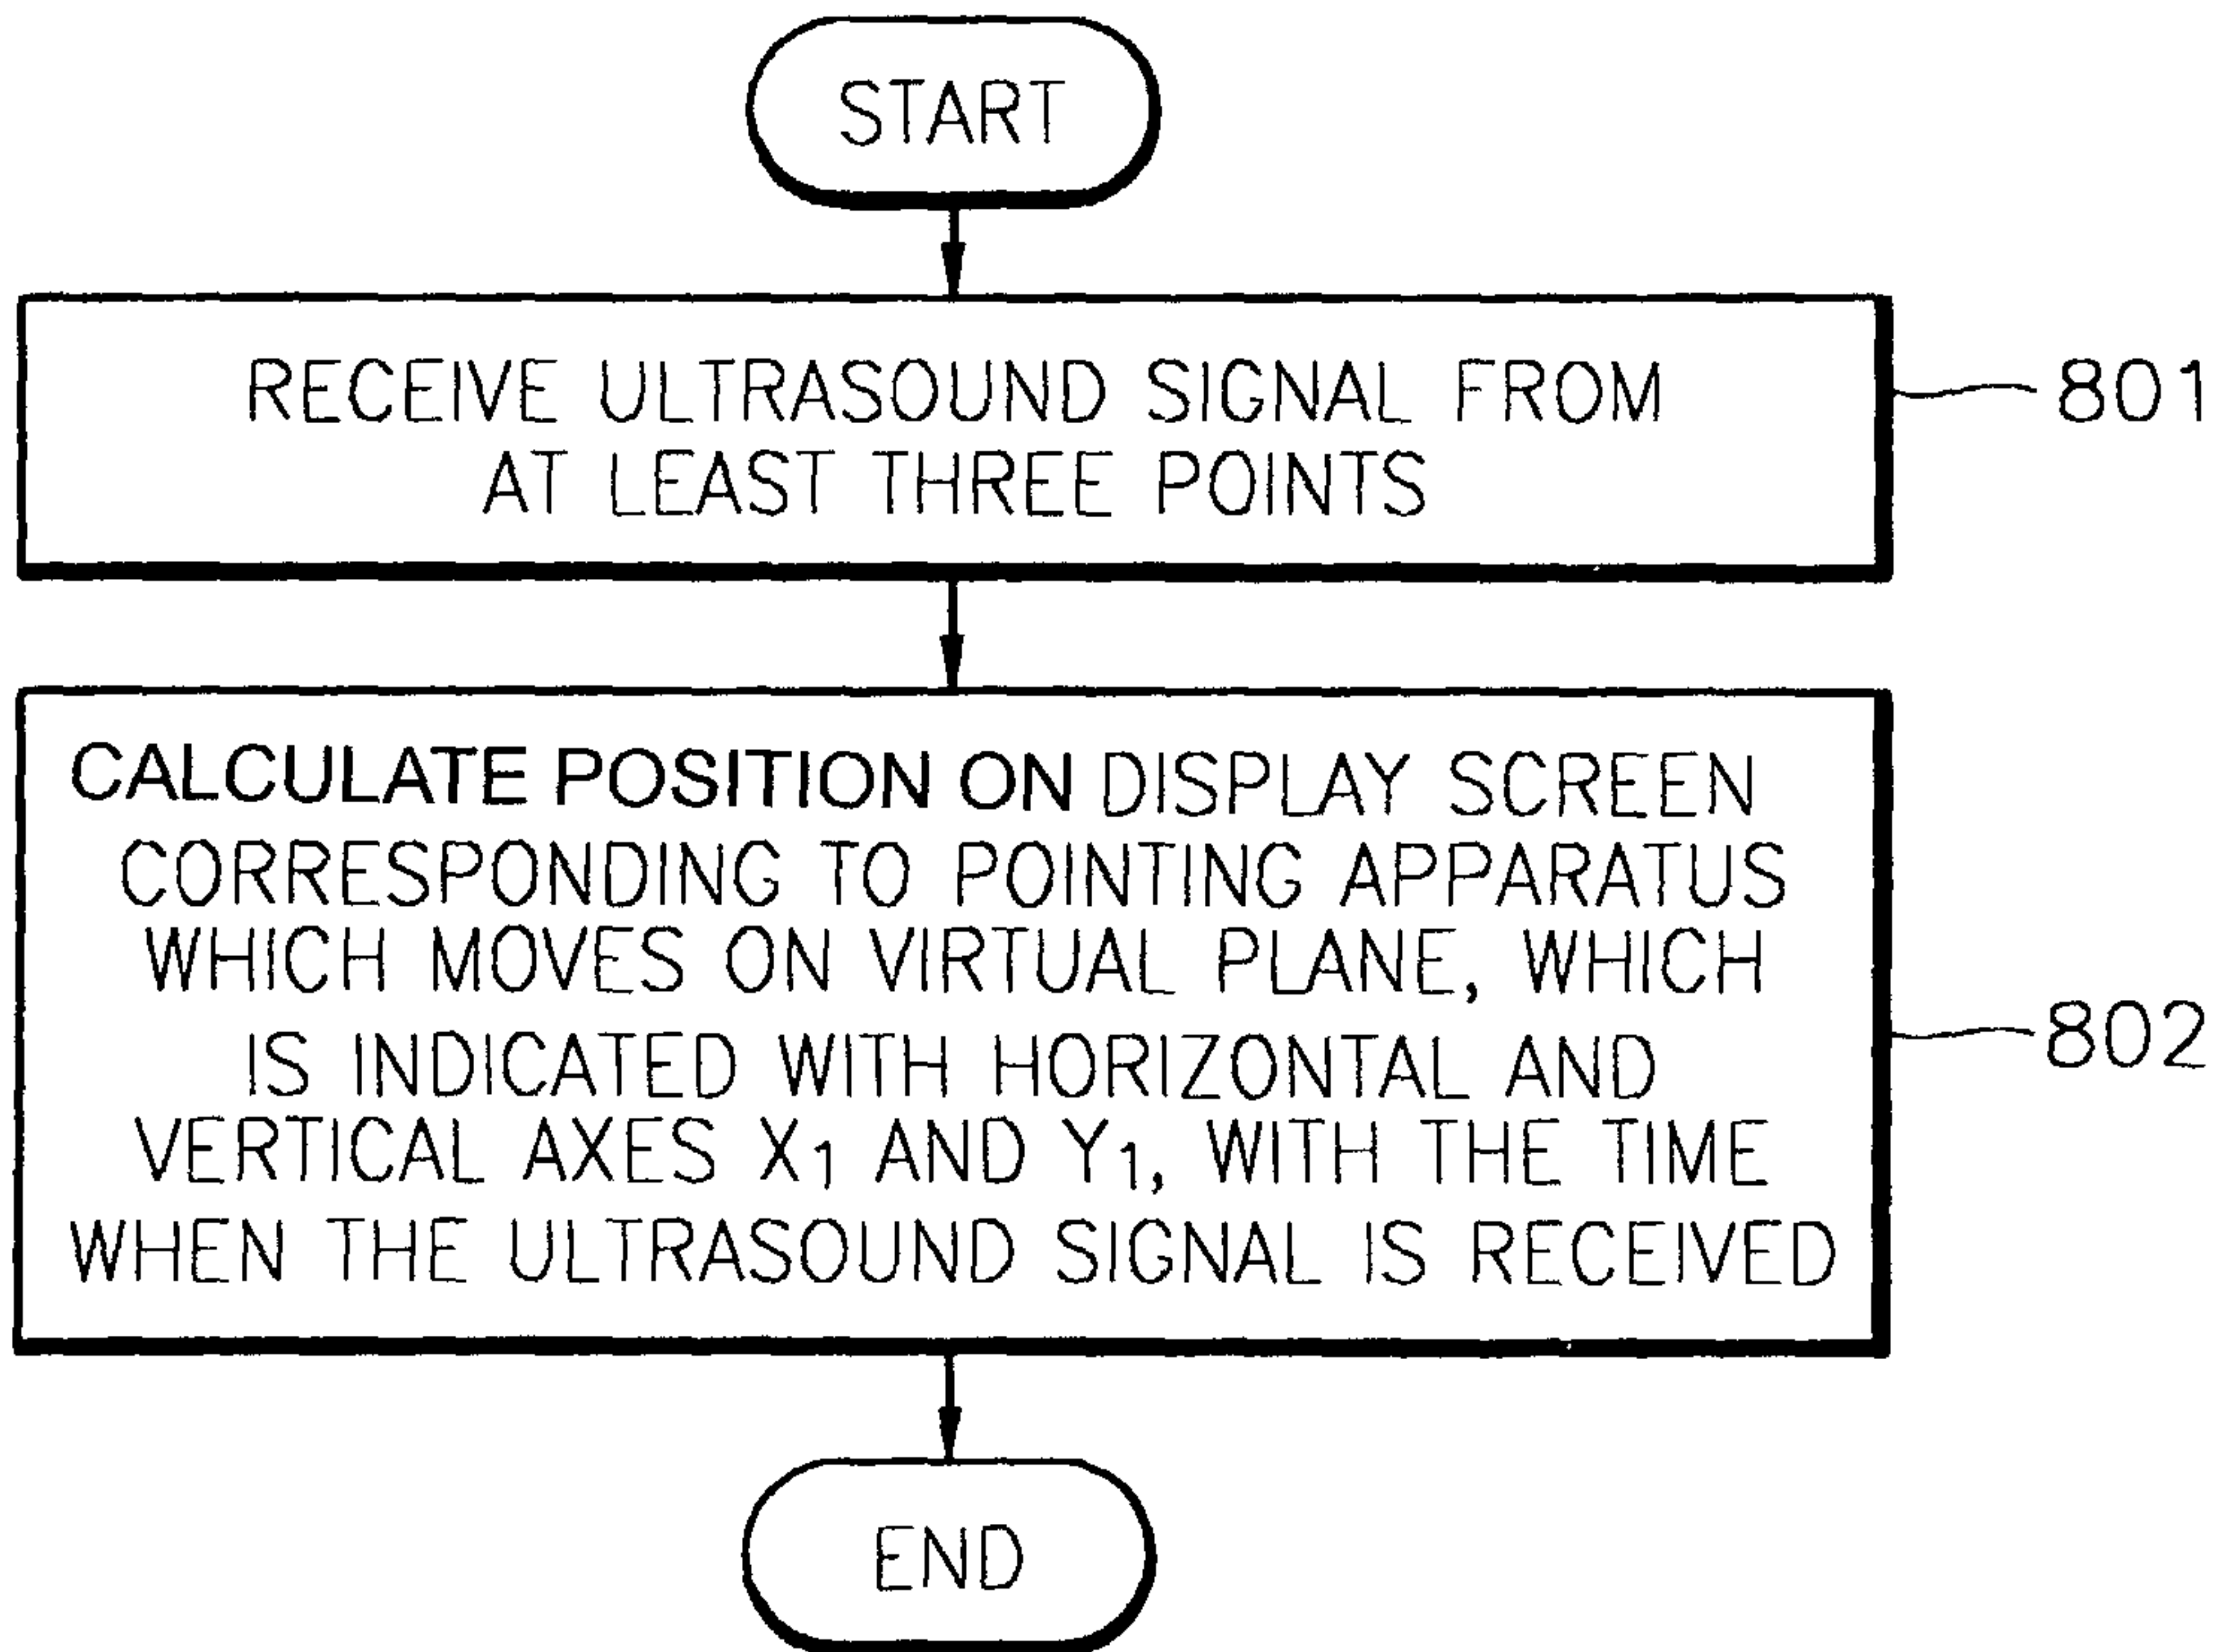 START
RECEIVE ULTRASOUND SIGNAL FROM
AT LEAST THREE POINTS
801
CALCULATE POSITION ON DISPLAY SCREEN
CORRESPONDING TO POINTING APPARATUS
WHICH MOVES ON VIRTUAL PLANE, WHICH
IS INDICATED WITH HORIZONTAL AND
VERTICAL AXES X1 AND Y1, WITH THE TIME
WHEN THE ULTRASOUND SIGNAL IS RECEIVED
802
END